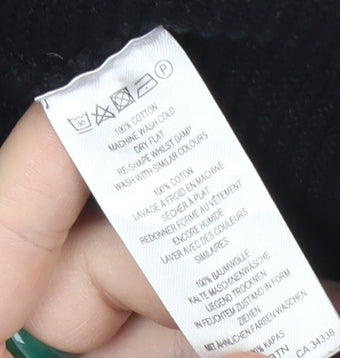 30
P
100% COTTON
MACHINE WASH COLD
DRY FLAT
RE-SHAPE WHILST DAMP
WASH WITH SIMILAR COLOURS
100% COTON
LAVAGE À FROID EN MACHINE
SÉCHER À PLAT
REDONNER FORME AU VÊTEMENT
ENCORE HUMIDE
LAVER AVEC DES COULEURS
SIMILAIRES
100% BAUMWOLLE
KALTE MASCHINENWÄSCHE
LIEGEND TROCKNEN
IN FEUCHTEM ZUSTAND IN FORM
ZIEHEN
MIT ÄHNLICHEN FARBEN WASCHEN
KAPAS
CA 34338